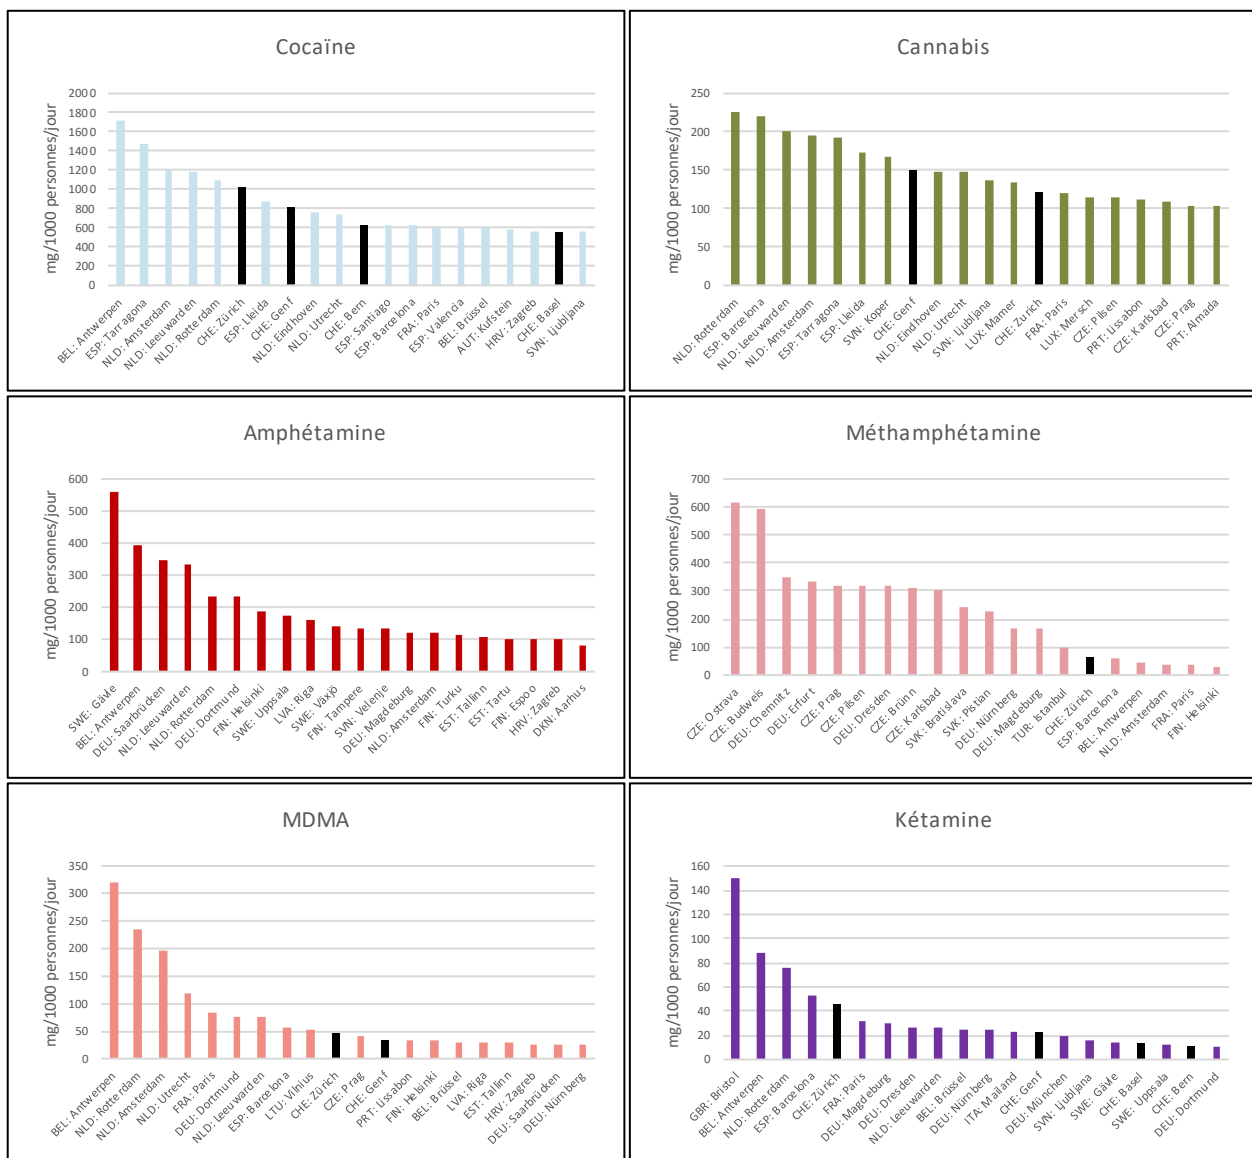 Cocaïne
mg/1000 personnes/jour
2000
1800
1600
1400
1200
1000
800
600
400
200
0
BEL: Antwerpen
ESP: Tarragona
NLD: Amsterdam
NLD: Leeuwarden
NLD: Rotterdam
CHE: Zürich
ESP: Lleida
CHE: Genf
NLD: Eindhoven
NLD: Utrecht
CHE: Bern
ESP: Santiago
ESP: Barcelona
FRA: Paris
ESP: Valencia
BEL: Brüssel
AUT: Kufstein
HRV: Zagreb
CHE: Basel
SVN: Ljubljana
Cannabis
mg/1000 personnes/jour
250
200
150
100
50
0
NLD: Rotterdam
ESP: Barcelona
NLD: Leeuwarden
NLD: Amsterdam
ESP: Tarragona
ESP: Lleida
SVN: Koper
CHE: Genf
NLD: Eindhoven
NLD: Utrecht
SVN: Ljubljana
LUX: Mamer
CHE: Zürich
FRA: Paris
LUX: Mersch
CZE: Pilsen
PRT: Lissabon
CZE: Karlsbad
CZE: Prag
PRT: Almada
Amphétamine
mg/1000 personnes/jour
600
500
400
300
200
100
0
SWE: Gävle
BEL: Antwerpen
DEU: Saarbrücken
NLD: Leeuwarden
NLD: Rotterdam
DEU: Dortmund
FIN: Helsinki
SWE: Uppsala
LVA: Riga
SWE: Växjö
FIN: Tampere
SVN: Velenje
DEU: Magdeburg
NLD: Amsterdam
FIN: Turku
EST: Tallinn
EST: Tartu
FIN: Espoo
HRV: Zagreb
DKN: Aarhus
Méthamphétamine
mg/1000 personnes/jour
700
600
500
400
300
200
100
0
CZE: Ostrava
CZE: Budweis
DEU: Chemnitz
DEU: Erfurt
CZE: Prag
CZE: Pilsen
DEU: Dresden
CZE: Brünn
CZE: Karlsbad
SVK: Bratislava
SVK: Pistian
DEU: Nürnberg
DEU: Magdeburg
TUR: Istanbul
CHE: Zürich
ESP: Barcelona
BEL: Antwerpen
NLD: Amsterdam
FRA: Paris
FIN: Helsinki
MDMA
mg/1000 personnes/jour
350
300
250
200
150
100
50
0
BEL: Antwerpen
NLD: Rotterdam
NLD: Amsterdam
NLD: Utrecht
FRA: Paris
DEU: Dortmund
NLD: Leeuwarden
ESP: Barcelona
LTU: Vilnius
CHE: Zürich
CZE: Prag
CHE: Genf
PRT: Lissabon
FIN: Helsinki
BEL: Brüssel
LVA: Riga
EST: Tallinn
HRV: Zagreb
DEU: Saarbrücken
DEU: Nürnberg
Kétamine
mg/1000 personnes/jour
160
140
120
100
80
60
40
20
0
GBR: Bristol
BEL: Antwerpen
NLD: Rotterdam
ESP: Barcelona
CHE: Zürich
FRA: Paris
DEU: Magdeburg
DEU: Dresden
NLD: Leeuwarden
BEL: Brüssel
DEU: Nürnberg
ITA: Mailand
CHE: Genf
DEU: München
SVN: Ljubljana
SWE: Gävle
CHE: Basel
SWE: Uppsala
CHE: Bern
DEU: Dortmund